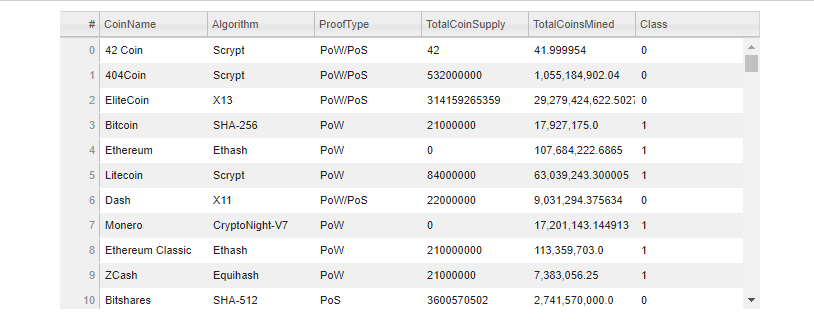 # CoinName Algorithm ProofType TotalCoinSupply TotalCoinsMined Class
0 42 Coin Scrypt PoW/PoS 42 41.999954 0
1 404Coin Scrypt PoW/PoS 532000000 1,055,184,902.04 0
2 EliteCoin X13 PoW/PoS 314159265359 29,279,424,622.5027 0
3 Bitcoin SHA-256 PoW 21000000 17,927,175.0 1
4 Ethereum Ethash PoW 0 107,684,222.6865 1
5 Litecoin Scrypt PoW 84000000 63,039,243.300005 1
6 Dash X11 PoW/PoS 22000000 9,031,294.375634 0
7 Monero CryptoNight-V7 PoW 0 17,201,143.144913 1
8 Ethereum Classic Ethash PoW 210000000 113,359,703.0 1
9 ZCash Equihash PoW 21000000 7,383,056.25 1
10 Bitshares SHA-512 PoS 3600570502 2,741,570,000.0 0